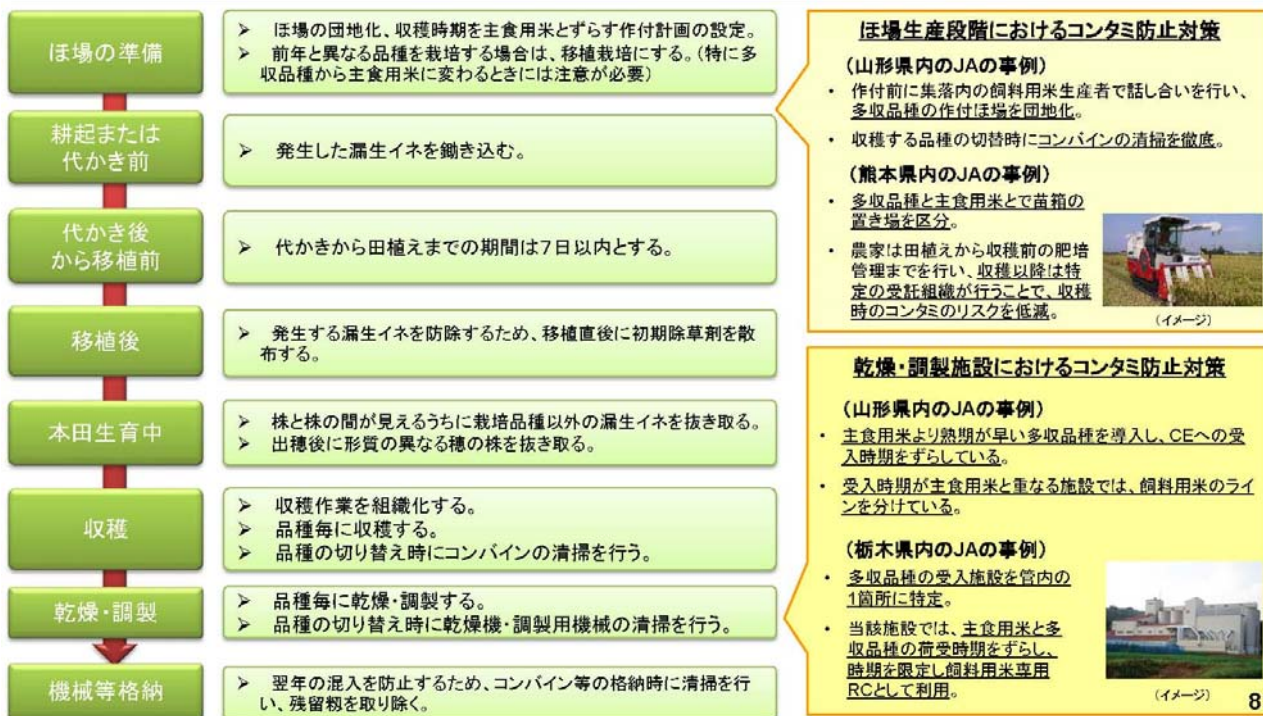 ほ場の準備
➢ ほ場の団地化、収穫時期を主食用米とずらす作付計画の設定。
➢ 前年と異なる品種を栽培する場合は、移植栽培にする。(特に多
収品種から主食用米に変わるときには注意が必要)
耕起または
代かき前
➢ 発生した漏生イネを鋤き込む。
代かき後
から移植前
➢ 代かきから田植えまでの期間は7日以内とする。
移植後
➢ 発生する漏生イネを防除するため、移植直後に初期除草剤を散
布する。
本田生育中
➢ 株と株の間が見えるうちに栽培品種以外の漏生イネを抜き取る。
➢ 出穂後に形質の異なる穂の株を抜き取る。
収穫
➢ 収穫作業を組織化する。
➢ 品種毎に収穫する。
➢ 品種の切り替え時にコンバインの清掃を行う。
乾燥・調製
➢ 品種毎に乾燥・調製する。
➢ 品種の切り替え時に乾燥機・調製用機械の清掃を行う。
機械等格納
➢ 翌年の混入を防止するため、コンバイン等の格納時に清掃を行
い、残留籾を取り除く。
ほ場生産段階におけるコンタミ防止対策
(山形県内のJAの事例)
・ 作付前に集落内の飼料用米生産者で話し合いを行い、
多収品種の作付ほ場を団地化。
・ 収穫する品種の切替時にコンバインの清掃を徹底。
(熊本県内のJAの事例)
・ 多収品種と主食用米とで苗箱の
置き場を区分。
・ 農家は田植えから収穫前の肥培
管理までを行い、収穫以降は特
定の受託組織が行うことで、収穫
時のコンタミのリスクを低減。
(イメージ)
乾燥・調製施設におけるコンタミ防止対策
(山形県内のJAの事例)
・ 主食用米より熟期が早い多収品種を導入し、CEへの受
入時期をずらしている。
・ 受入時期が主食用米と重なる施設では、飼料用米のライ
ンを分けている。
(栃木県内のJAの事例)
・ 多収品種の受入施設を管内の
1箇所に特定。
・ 当該施設では、主食用米と多
収品種の荷受時期をずらし、
時期を限定し飼料用米専用
RCとして利用。
(イメージ)
8